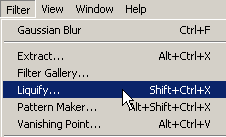 Filter View Window Help
Gaussian Blur Ctrl+F
Extract... Alt+Ctrl+X
Filter Gallery...
Liquify... Shift+Ctrl+X
Pattern Maker... Alt+Shift+Ctrl+X
Vanishing Point... Alt+Ctrl+V